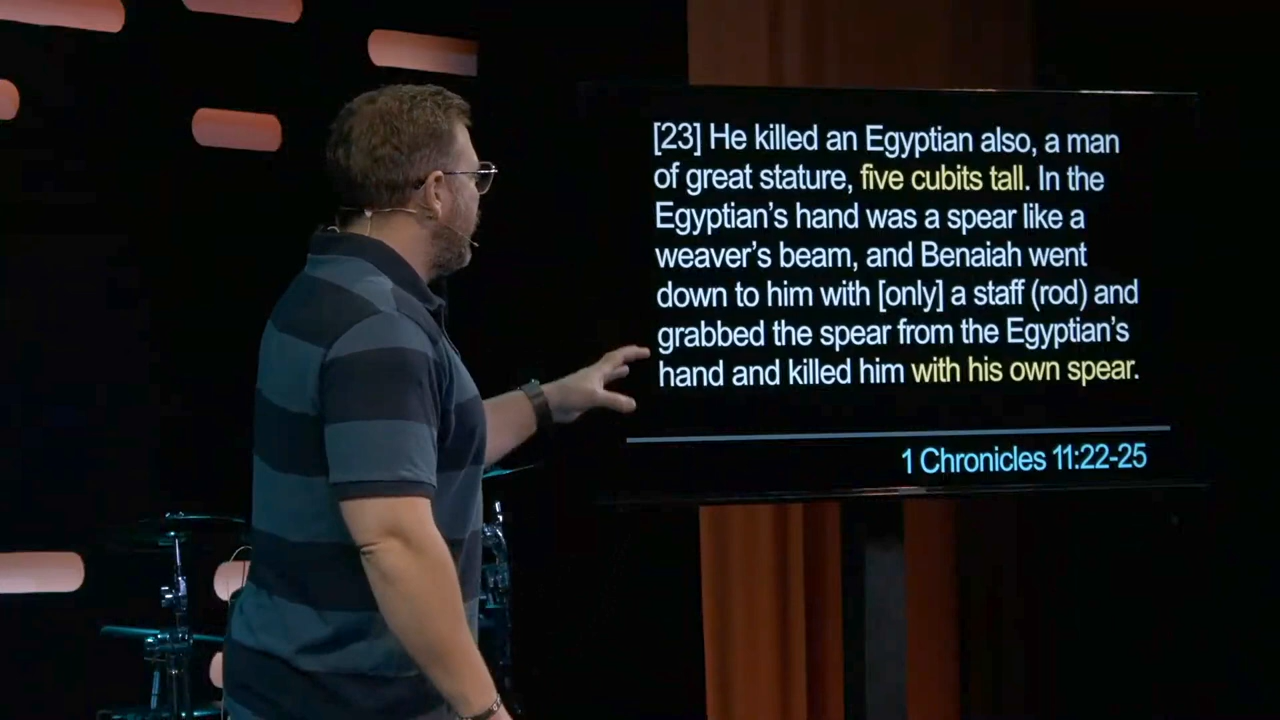 [23] He killed an Egyptian also, a man
of great stature, five cubits tall. In the
Egyptian’s hand was a spear like a
weaver’s beam, and Benaiah went
down to him with [only] a staff (rod) and
grabbed the spear from the Egyptian’s
hand and killed him with his own spear.
1 Chronicles 11:22-25